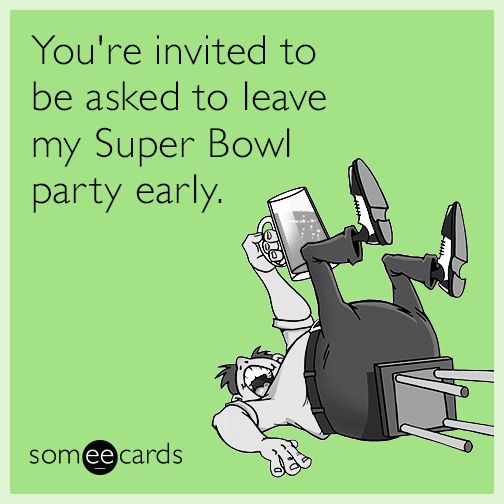 You're invited to
be asked to leave
my Super Bowl
party early.
someecards